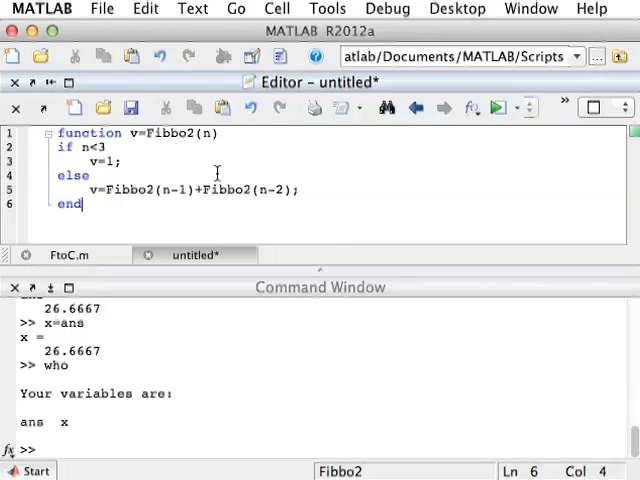 MATLAB File Edit Text Go Cell Tools Debug Desktop Window Help
MATLAB R2012a
atlab/Documents/MATLAB/Scripts
Editor – untitled*
1 function v=Fibbo2(n)
2 if n<3
3 v=1;
4 else
5 v=Fibbo2(n-1)+Fibbo2(n-2);
6 end
FtoC.m untitled*
Command Window
26.6667
>> x=ans
x =
26.6667
>> who
Your variables are:
ans x
fx >>
Start Fibbo2 Ln 6 Col 4